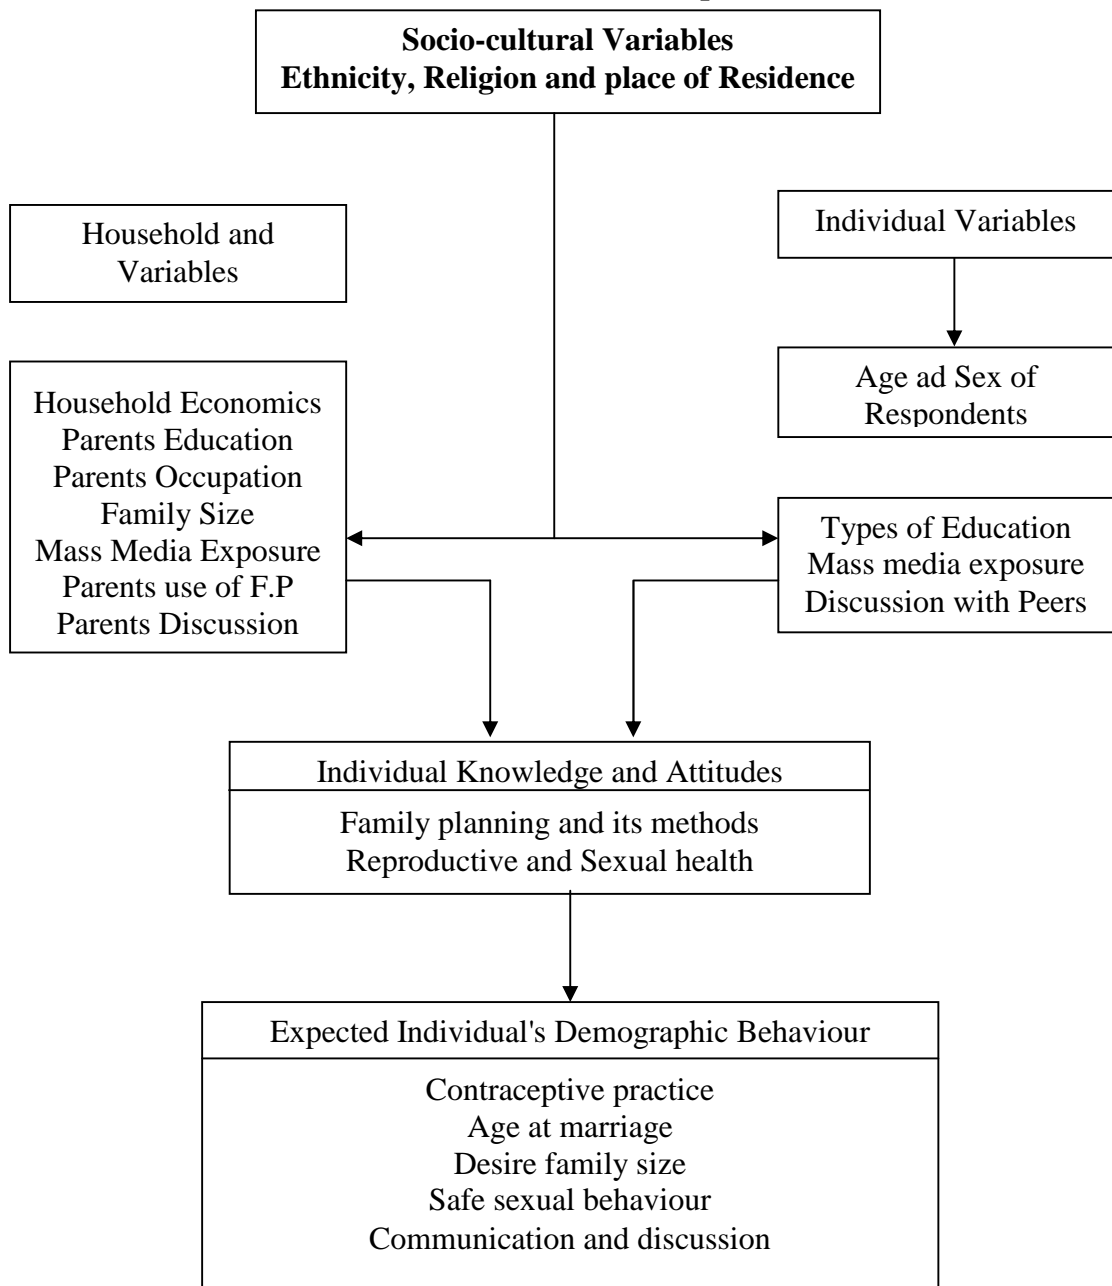 Socio-cultural Variables
Ethnicity, Religion and place of Residence
Household and
Variables
Individual Variables
Age ad Sex of
Respondents
Household Economics
Parents Education
Parents Occupation
Family Size
Mass Media Exposure
Parents use of F.P
Parents Discussion
Types of Education
Mass media exposure
Discussion with Peers
Individual Knowledge and Attitudes
Family planning and its methods
Reproductive and Sexual health
Expected Individual's Demographic Behaviour
Contraceptive practice
Age at marriage
Desire family size
Safe sexual behaviour
Communication and discussion